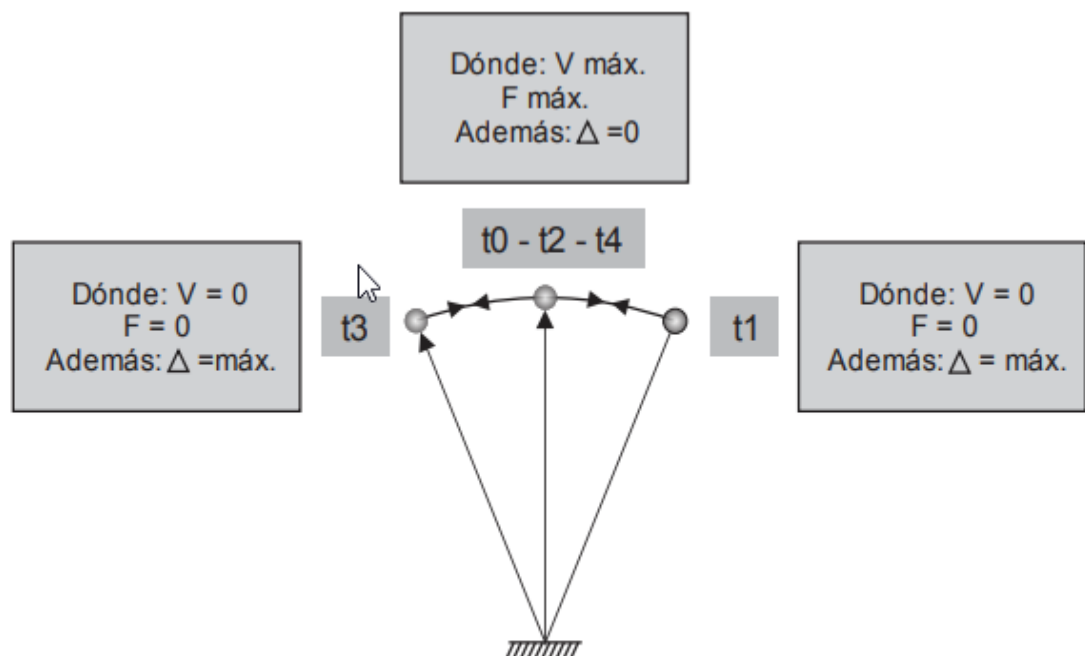 Dónde: V máx.
F máx.
Además: △ =0
t0 - t2 - t4
Dónde: V = 0
F = 0
Además: △ =máx.
t3
t1
Dónde: V = 0
F = 0
Además: △ = máx.